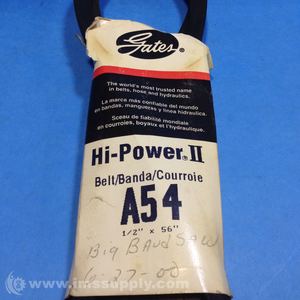 Gates
The world's most trusted name
in belts, hose and hydraulics.
La marca más confiable del mundo
en bandas, mangueras y línea hidráulica.
Sceau de fiabilité mondiale
en courroies, boyaux et l'hydraulique.
Hi-Power® II
Belt/Banda/Courroie
A54
1/2" x 56"
Big Band Saw
27-00
© www.imssupply.com